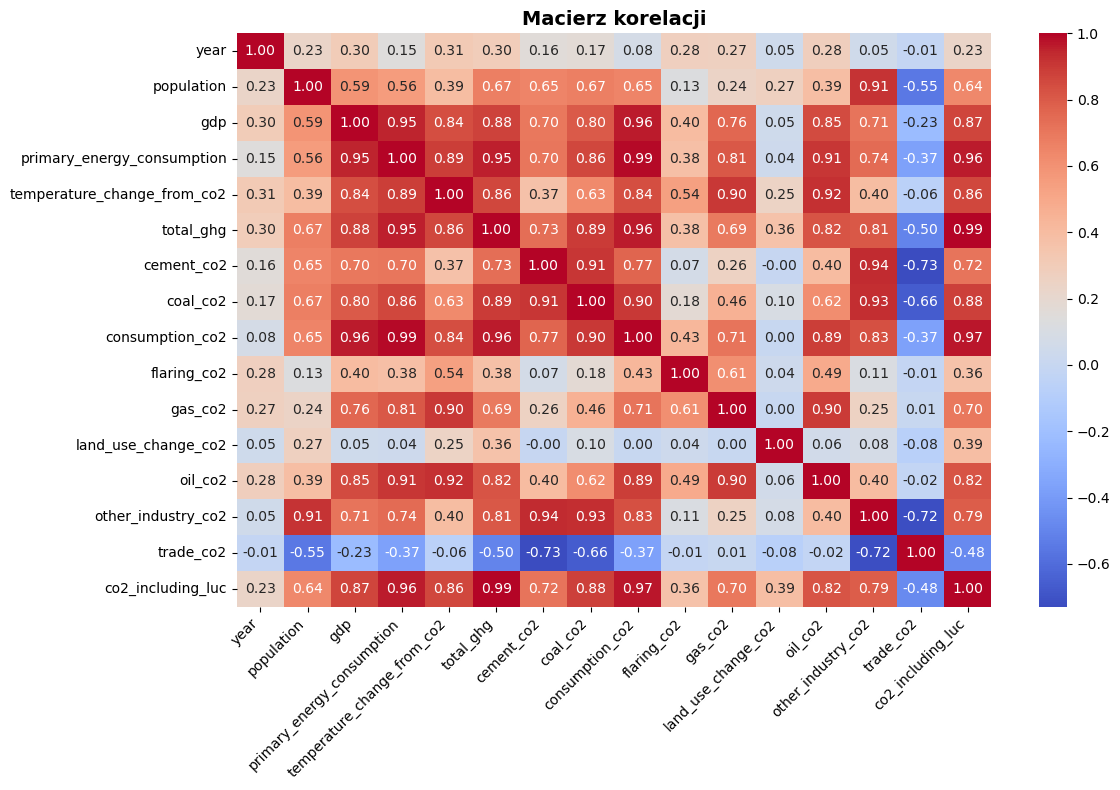 Macierz korelacji
year 1.00 0.23 0.30 0.15 0.31 0.30 0.16 0.17 0.08 0.28 0.27 0.05 0.28 0.05 -0.01 0.23
population 0.23 1.00 0.59 0.56 0.39 0.67 0.65 0.67 0.65 0.13 0.24 0.27 0.39 0.91 -0.55 0.64
gdp 0.30 0.59 1.00 0.95 0.84 0.88 0.70 0.80 0.96 0.40 0.76 0.05 0.85 0.71 -0.23 0.87
primary_energy_consumption 0.15 0.56 0.95 1.00 0.89 0.95 0.70 0.86 0.99 0.38 0.81 0.04 0.91 0.74 -0.37 0.96
temperature_change_from_co2 0.31 0.39 0.84 0.89 1.00 0.86 0.37 0.63 0.84 0.54 0.90 0.25 0.92 0.40 -0.06 0.86
total_ghg 0.30 0.67 0.88 0.95 0.86 1.00 0.73 0.89 0.96 0.38 0.69 0.36 0.82 0.81 -0.50 0.99
cement_co2 0.16 0.65 0.70 0.70 0.37 0.73 1.00 0.91 0.77 0.07 0.26 -0.00 0.40 0.94 -0.73 0.72
coal_co2 0.17 0.67 0.80 0.86 0.63 0.89 0.91 1.00 0.90 0.18 0.46 0.10 0.62 0.93 -0.66 0.88
consumption_co2 0.08 0.65 0.96 0.99 0.84 0.96 0.77 0.90 1.00 0.43 0.71 0.00 0.89 0.83 -0.37 0.97
flaring_co2 0.28 0.13 0.40 0.38 0.54 0.38 0.07 0.18 0.43 1.00 0.61 0.04 0.49 0.11 -0.01 0.36
gas_co2 0.27 0.24 0.76 0.81 0.90 0.69 0.26 0.46 0.71 0.61 1.00 0.00 0.90 0.25 0.01 0.70
land_use_change_co2 0.05 0.27 0.05 0.04 0.25 0.36 -0.00 0.10 0.00 0.04 0.00 1.00 0.06 0.08 -0.08 0.39
oil_co2 0.28 0.39 0.85 0.91 0.92 0.82 0.40 0.62 0.89 0.49 0.90 0.06 1.00 0.40 -0.02 0.82
other_industry_co2 0.05 0.91 0.71 0.74 0.40 0.81 0.94 0.93 0.83 0.11 0.25 0.08 0.40 1.00 -0.72 0.79
trade_co2 -0.01 -0.55 -0.23 -0.37 -0.06 -0.50 -0.73 -0.66 -0.37 -0.01 0.01 -0.08 -0.02 -0.72 1.00 -0.48
co2_including_luc 0.23 0.64 0.87 0.96 0.86 0.99 0.72 0.88 0.97 0.36 0.70 0.39 0.82 0.79 -0.48 1.00
year
population
gdp
primary_energy_consumption
temperature_change_from_co2
total_ghg
cement_co2
coal_co2
consumption_co2
flaring_co2
gas_co2
land_use_change_co2
oil_co2
other_industry_co2
trade_co2
co2_including_luc
1.0
0.8
0.6
0.4
0.2
0.0
−0.2
−0.4
−0.6